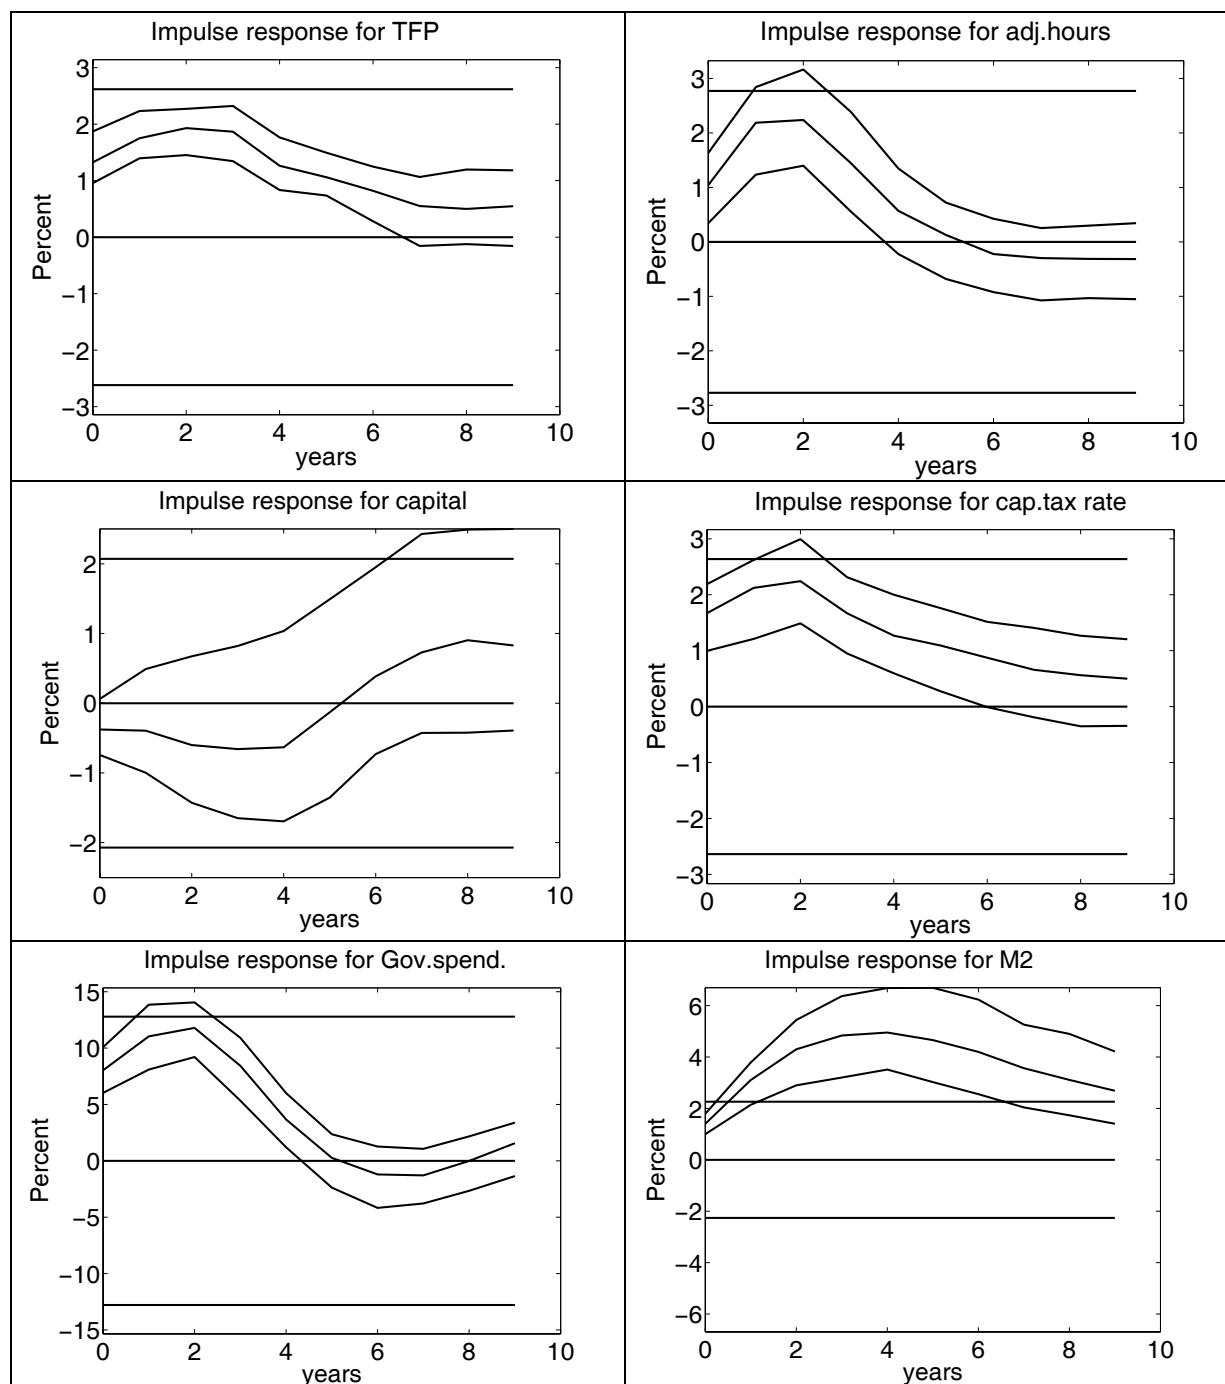 Impulse response for TFP
3
2
1
0
−1
−2
−3
Percent
0 2 4 6 8 10
years
Impulse response for adj.hours
3
2
1
0
−1
−2
−3
Percent
0 2 4 6 8 10
years
Impulse response for capital
2
1
0
−1
−2
Percent
0 2 4 6 8 10
years
Impulse response for cap.tax rate
3
2
1
0
−1
−2
−3
Percent
0 2 4 6 8 10
years
Impulse response for Gov.spend.
15
10
5
0
−5
−10
−15
Percent
0 2 4 6 8 10
years
Impulse response for M2
6
4
2
0
−2
−4
−6
Percent
0 2 4 6 8 10
years